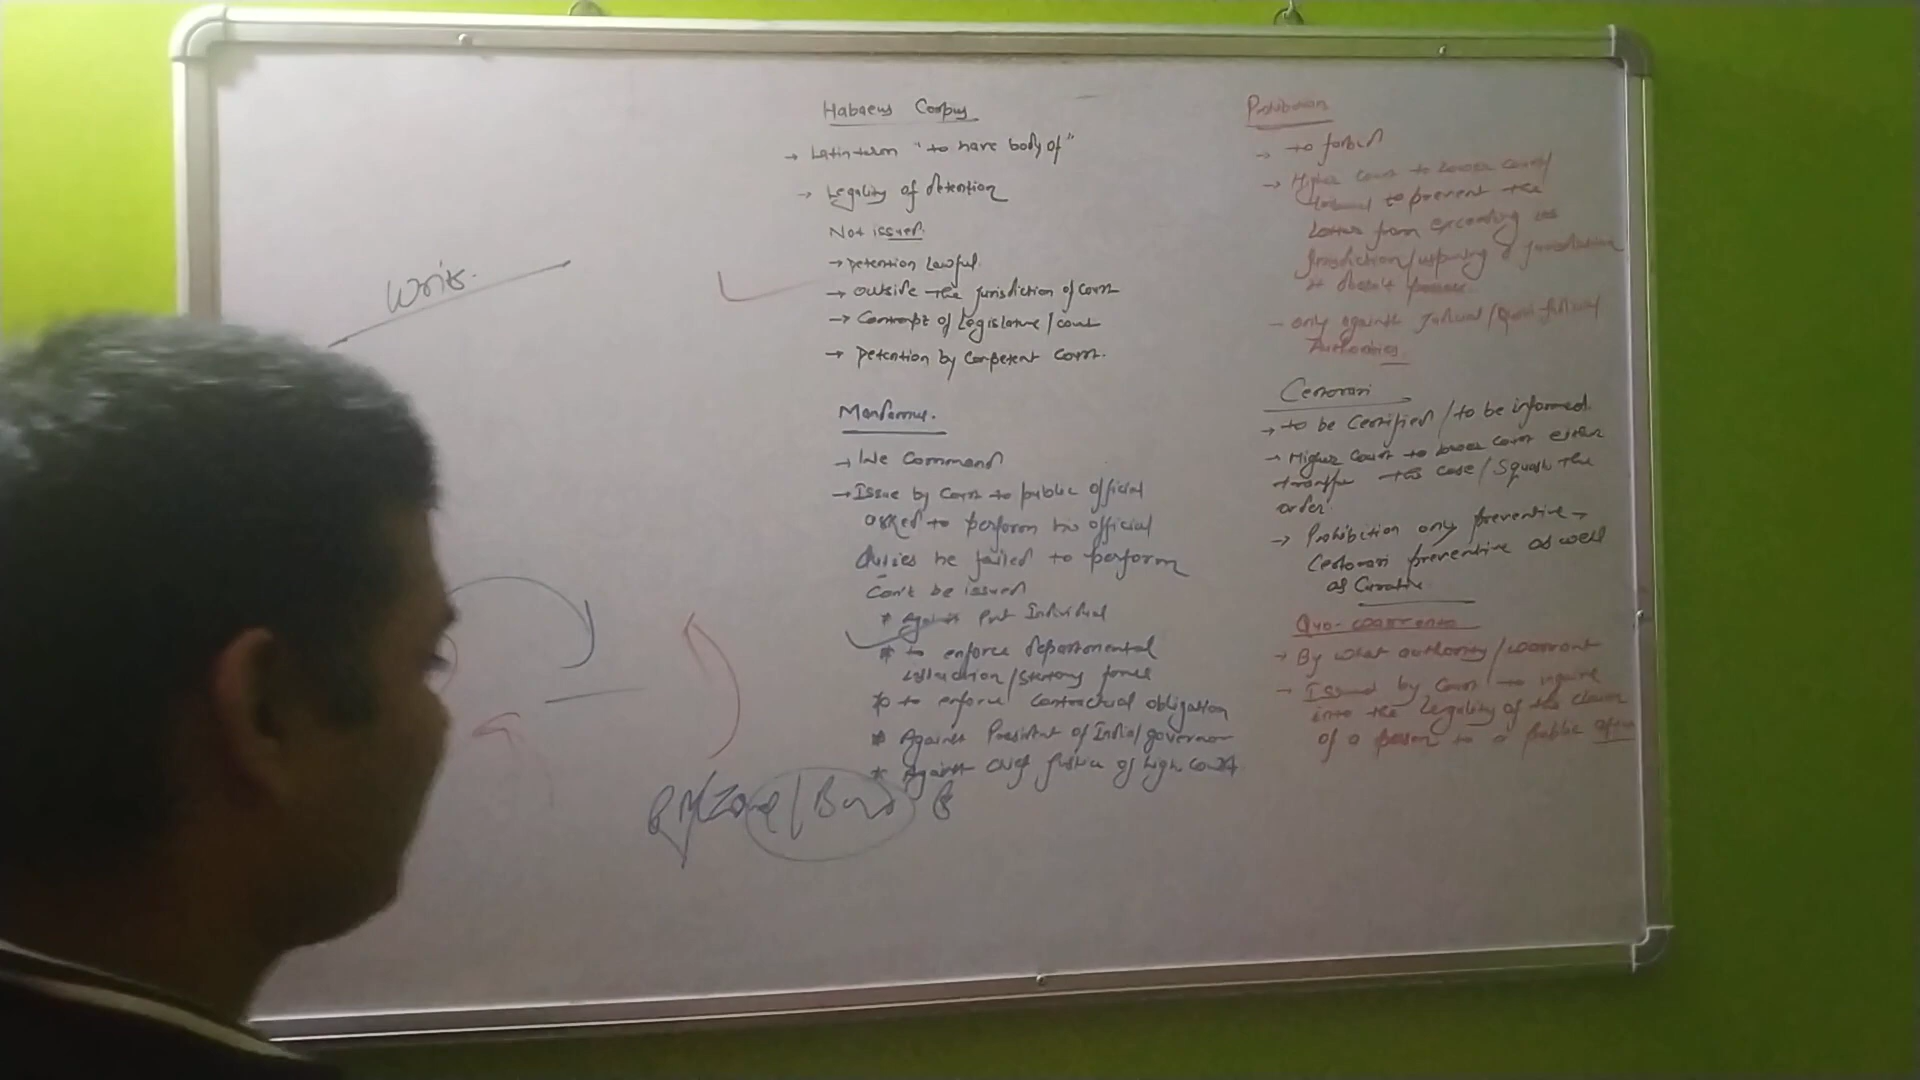 Writs.
Habaeus Corpus
→ Latin term "to have body of"
→ Legality of detention
Not issued.
→ Detention Lawful.
→ outside the jurisdiction of court
→ Contempt of Legislature / court
→ Detention by Competent Court.
Mandamus.
→ We Command
→ Issue by Court to public official
asked to perform his official
duties he failed to perform
Can't be issued
* Against Pvt Individual
* to enforce departmental
* to enforce contractual obligation
* Against President of India/governor
* Against Chief Justice of high court
Prohibition
→ to forbid
→ Higher court to lower court/
to prevent the
latter from exceeding its
Jurisdiction/usurping a jurisdiction
it doesn't possess.
- only against Judicial/Quasi Judicial
Authorities.
Certorari
→ to be Certified / to be informed.
→ Higher Court to lower court either
transfer the case / Squash the
order.
→ Prohibition only preventive →
Certorari preventive as well
as Curative
Quo-warranto
→ By what authority / warrant
→ Issued by Court to inquire
into the legality of the claim
of a person to a public office